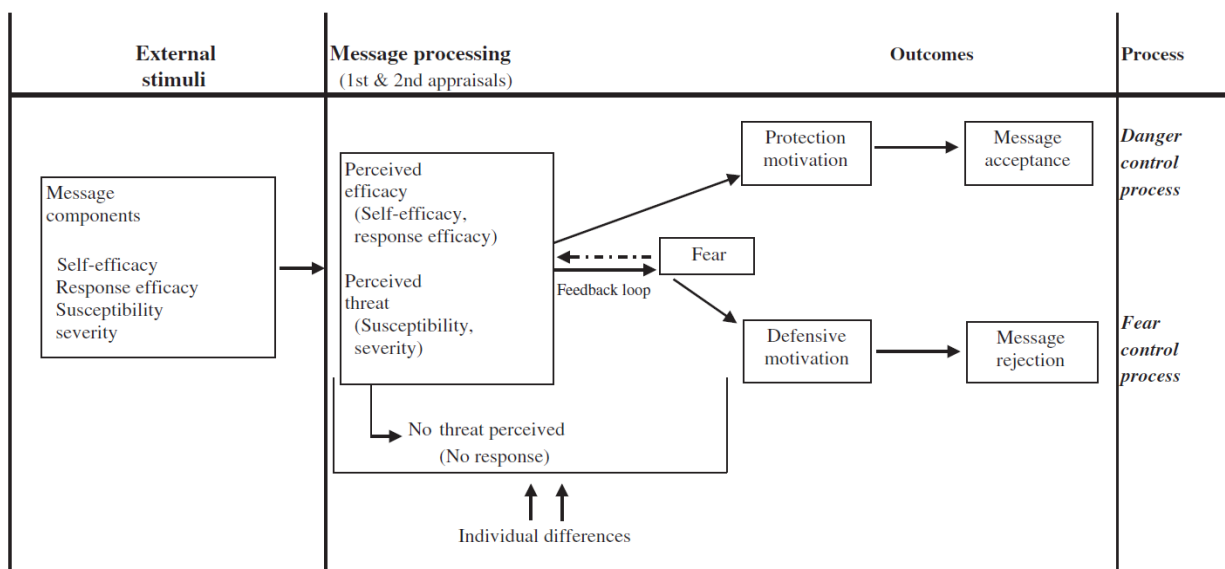 External
stimuli
Message processing
(1st & 2nd appraisals)
Outcomes
Process
Message
components
Self-efficacy
Response efficacy
Susceptibility
severity
Perceived
efficacy
(Self-efficacy,
response efficacy)
Perceived
threat
(Susceptibility,
severity)
No threat perceived
(No response)
Individual differences
Feedback loop
Fear
Protection
motivation
Message
acceptance
Danger
control
process
Defensive
motivation
Message
rejection
Fear
control
process